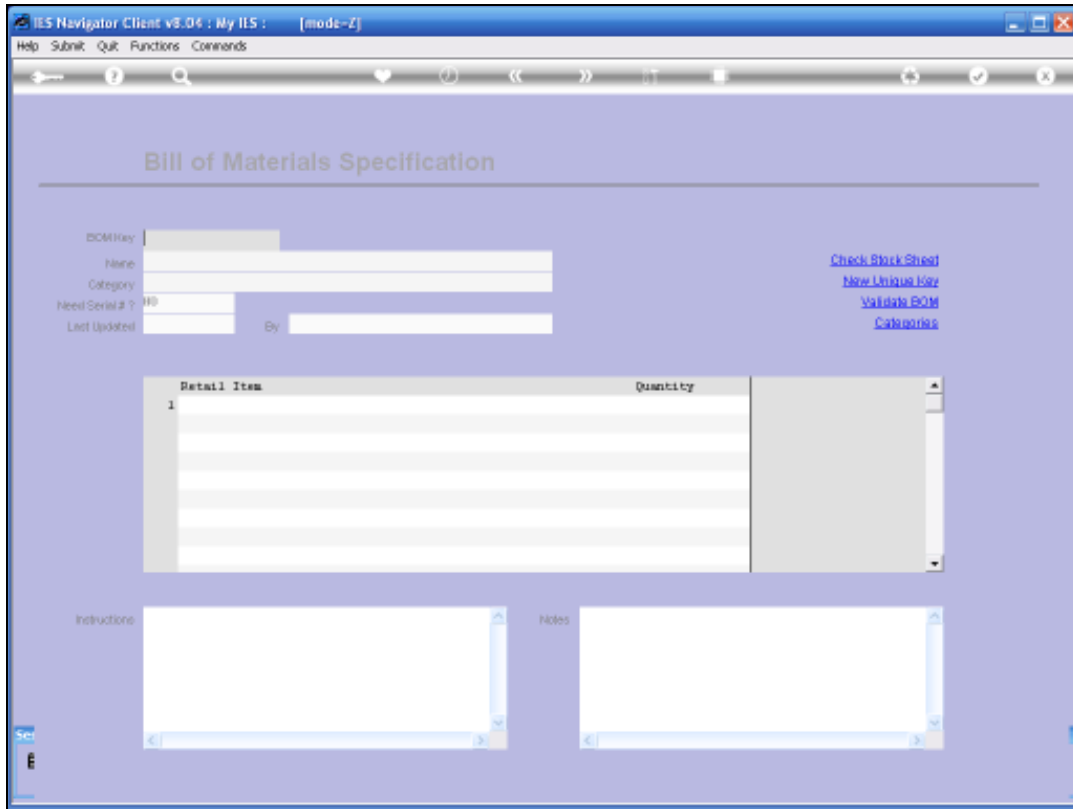 IES Navigator Client v8.04 : My IES : [mode=Z]
Help Submit Quit Functions Commands
Bill of Materials Specification
BOM Key
Name
Category
Need Serial # ? NO
Last Updated By
Check Stock Sheet
New Unique Key
Validate BOM
Categories
Retail Item Quantity
1
Instructions
Notes